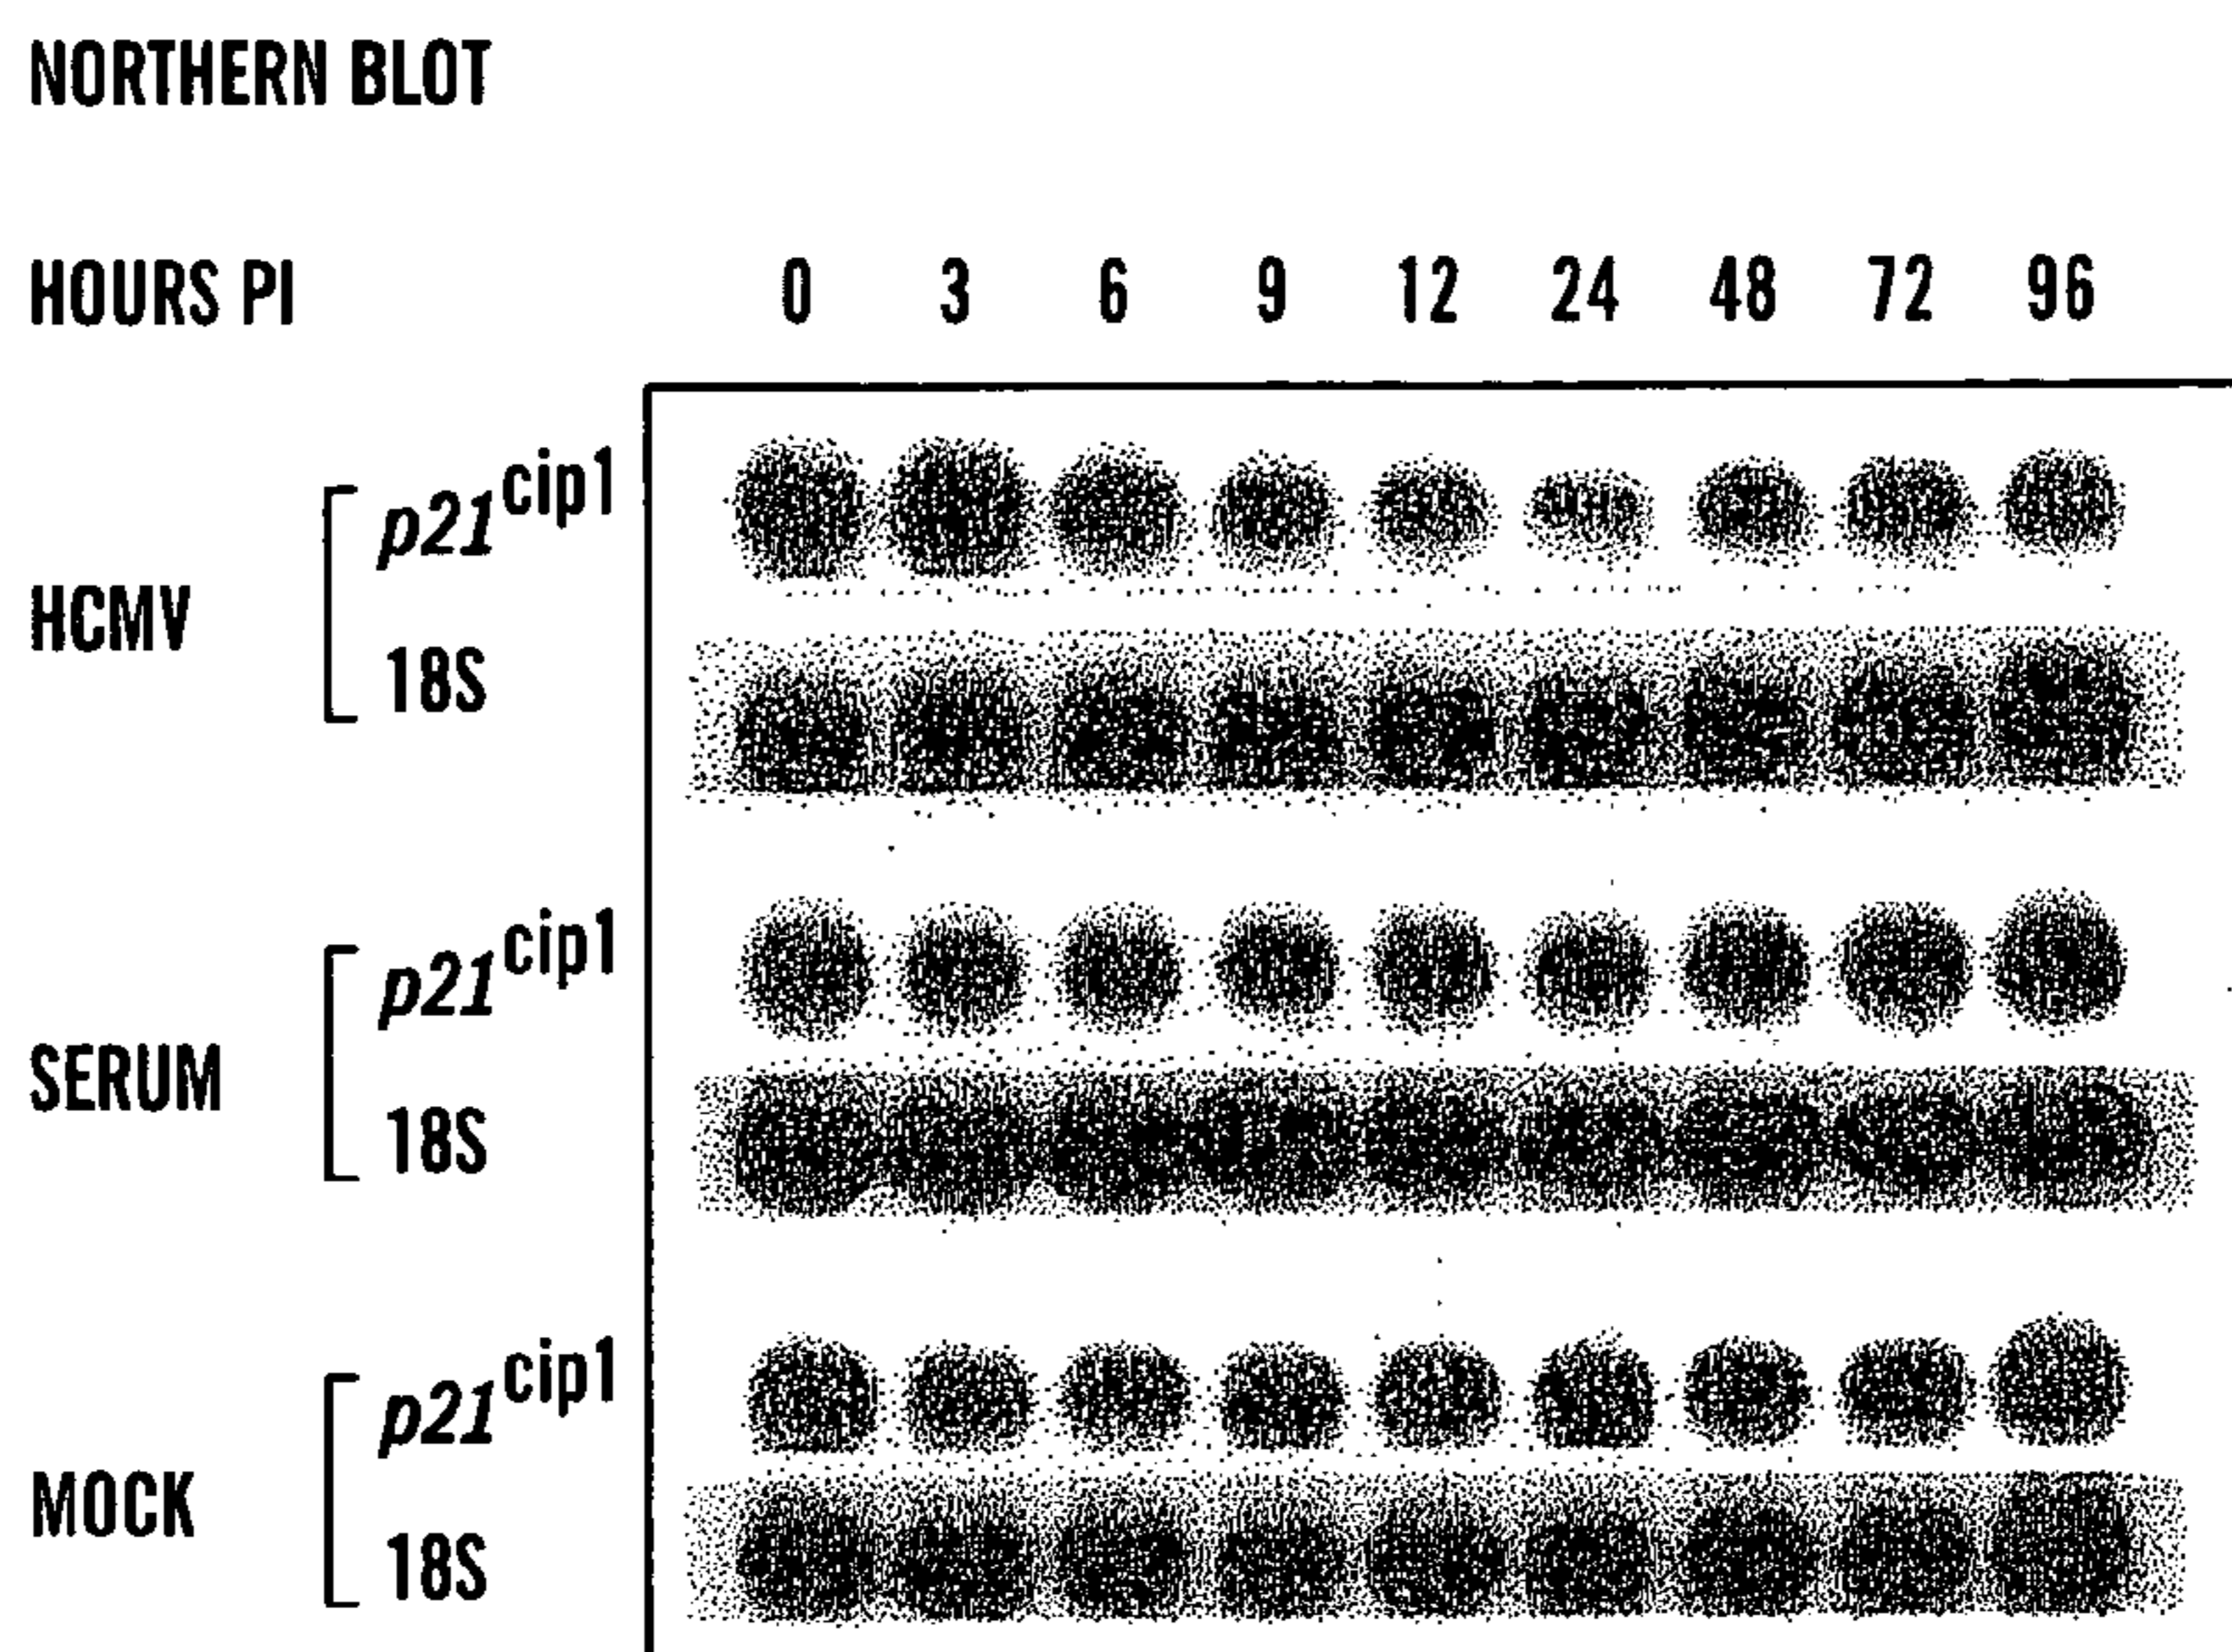 NORTHERN BLOT
HOURS PI 0 3 6 9 12 24 48 72 96
p21cip1
HCMV
18S
p21cip1
SERUM
18S
p21cip1
MOCK
18S